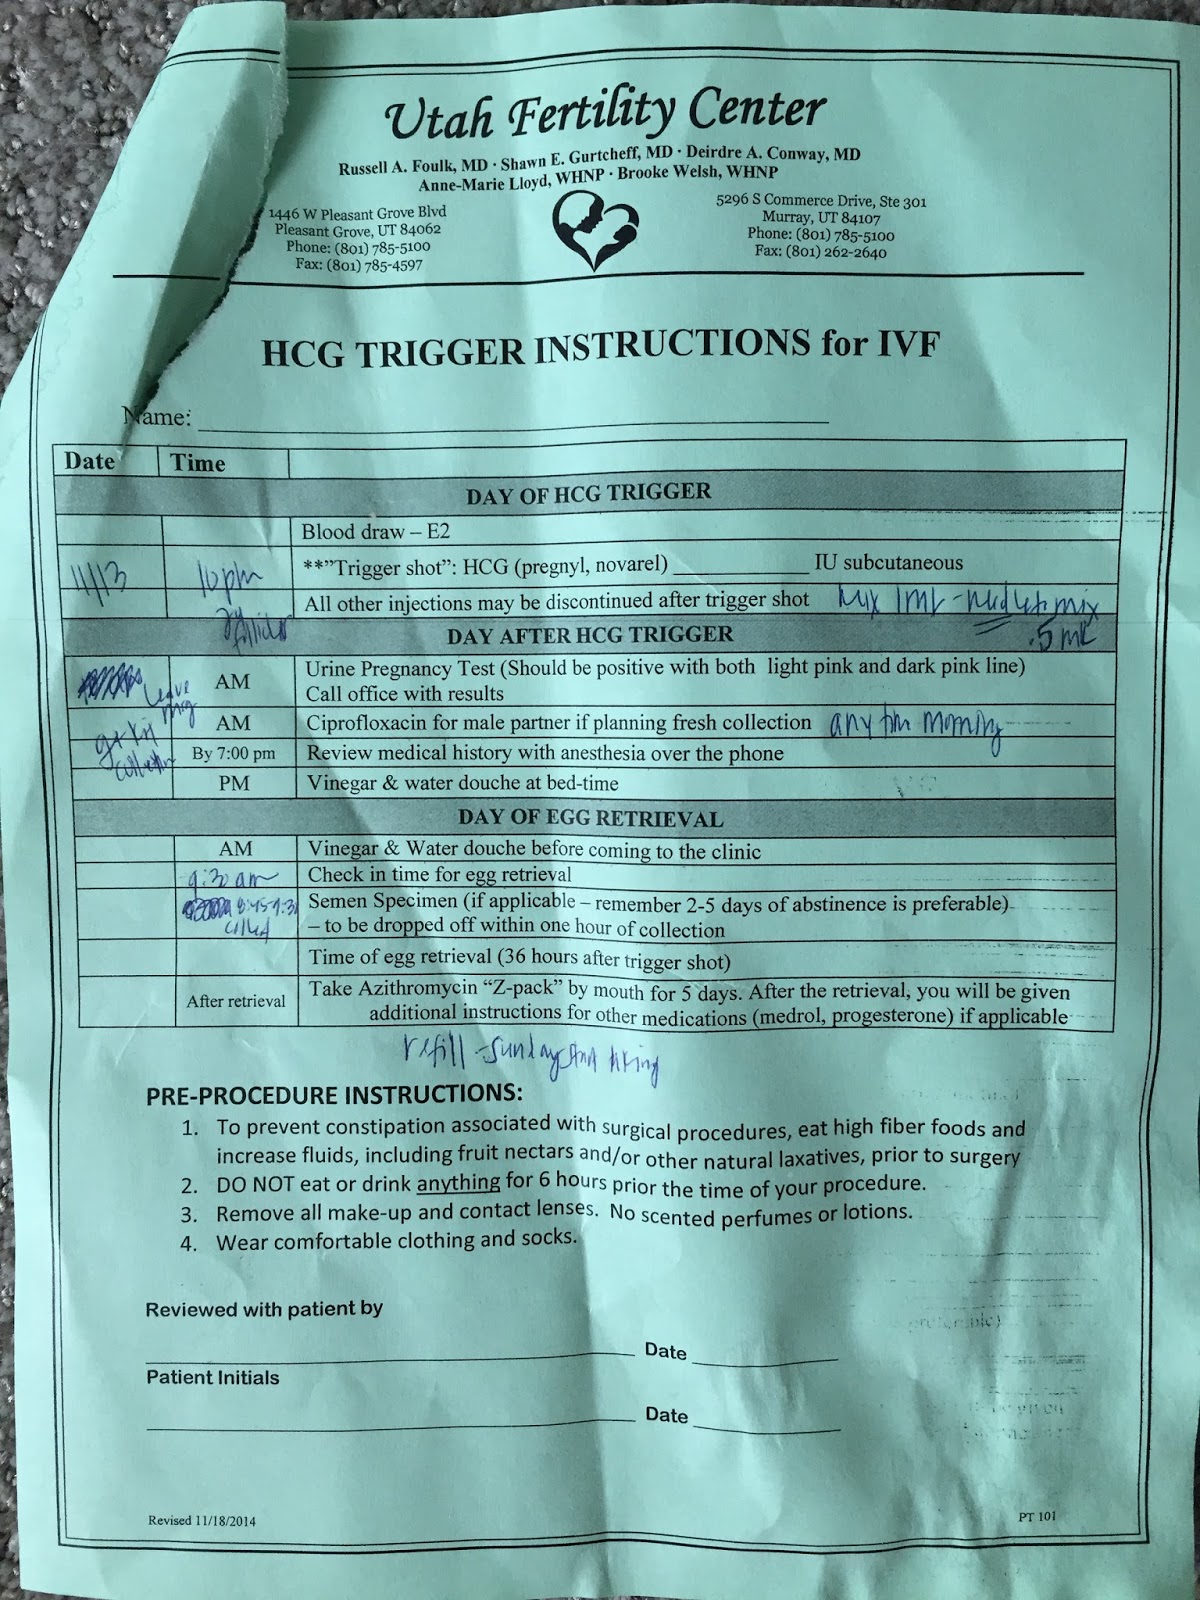 Utah Fertility Center
Russell A. Foulk, MD · Shawn E. Gurtcheff, MD · Deirdre A. Conway, MD
Anne-Marie Lloyd, WHNP · Brooke Welsh, WHNP
1446 W Pleasant Grove Blvd
Pleasant Grove, UT 84062
Phone: (801) 785-5100
Fax: (801) 785-4597
5296 S Commerce Drive, Ste 301
Murray, UT 84107
Phone: (801) 785-5100
Fax: (801) 262-2640
HCG TRIGGER INSTRUCTIONS for IVF
Name:
Date Time
DAY OF HCG TRIGGER
Blood draw – E2
11/13 10pm **"Trigger shot": HCG (pregnyl, novarel) __________ IU subcutaneous
All other injections may be discontinued after trigger shot mix 1ml
.5 ml
DAY AFTER HCG TRIGGER
leave
AM Urine Pregnancy Test (Should be positive with both light pink and dark pink line)
Call office with results
AM Ciprofloxacin for male partner if planning fresh collection any morning
By 7:00 pm Review medical history with anesthesia over the phone
PM Vinegar & water douche at bed-time
DAY OF EGG RETRIEVAL
AM Vinegar & Water douche before coming to the clinic
9:30 am Check in time for egg retrieval
8:45-9:30 Semen Specimen (if applicable – remember 2-5 days of abstinence is preferable)
– to be dropped off within one hour of collection
Time of egg retrieval (36 hours after trigger shot)
After retrieval Take Azithromycin "Z-pack" by mouth for 5 days. After the retrieval, you will be given
additional instructions for other medications (medrol, progesterone) if applicable
refill - Sunday
PRE-PROCEDURE INSTRUCTIONS:
1. To prevent constipation associated with surgical procedures, eat high fiber foods and
increase fluids, including fruit nectars and/or other natural laxatives, prior to surgery
2. DO NOT eat or drink anything for 6 hours prior the time of your procedure.
3. Remove all make-up and contact lenses. No scented perfumes or lotions.
4. Wear comfortable clothing and socks.
Reviewed with patient by
Date
Patient Initials
Date
Revised 11/18/2014
PT 101